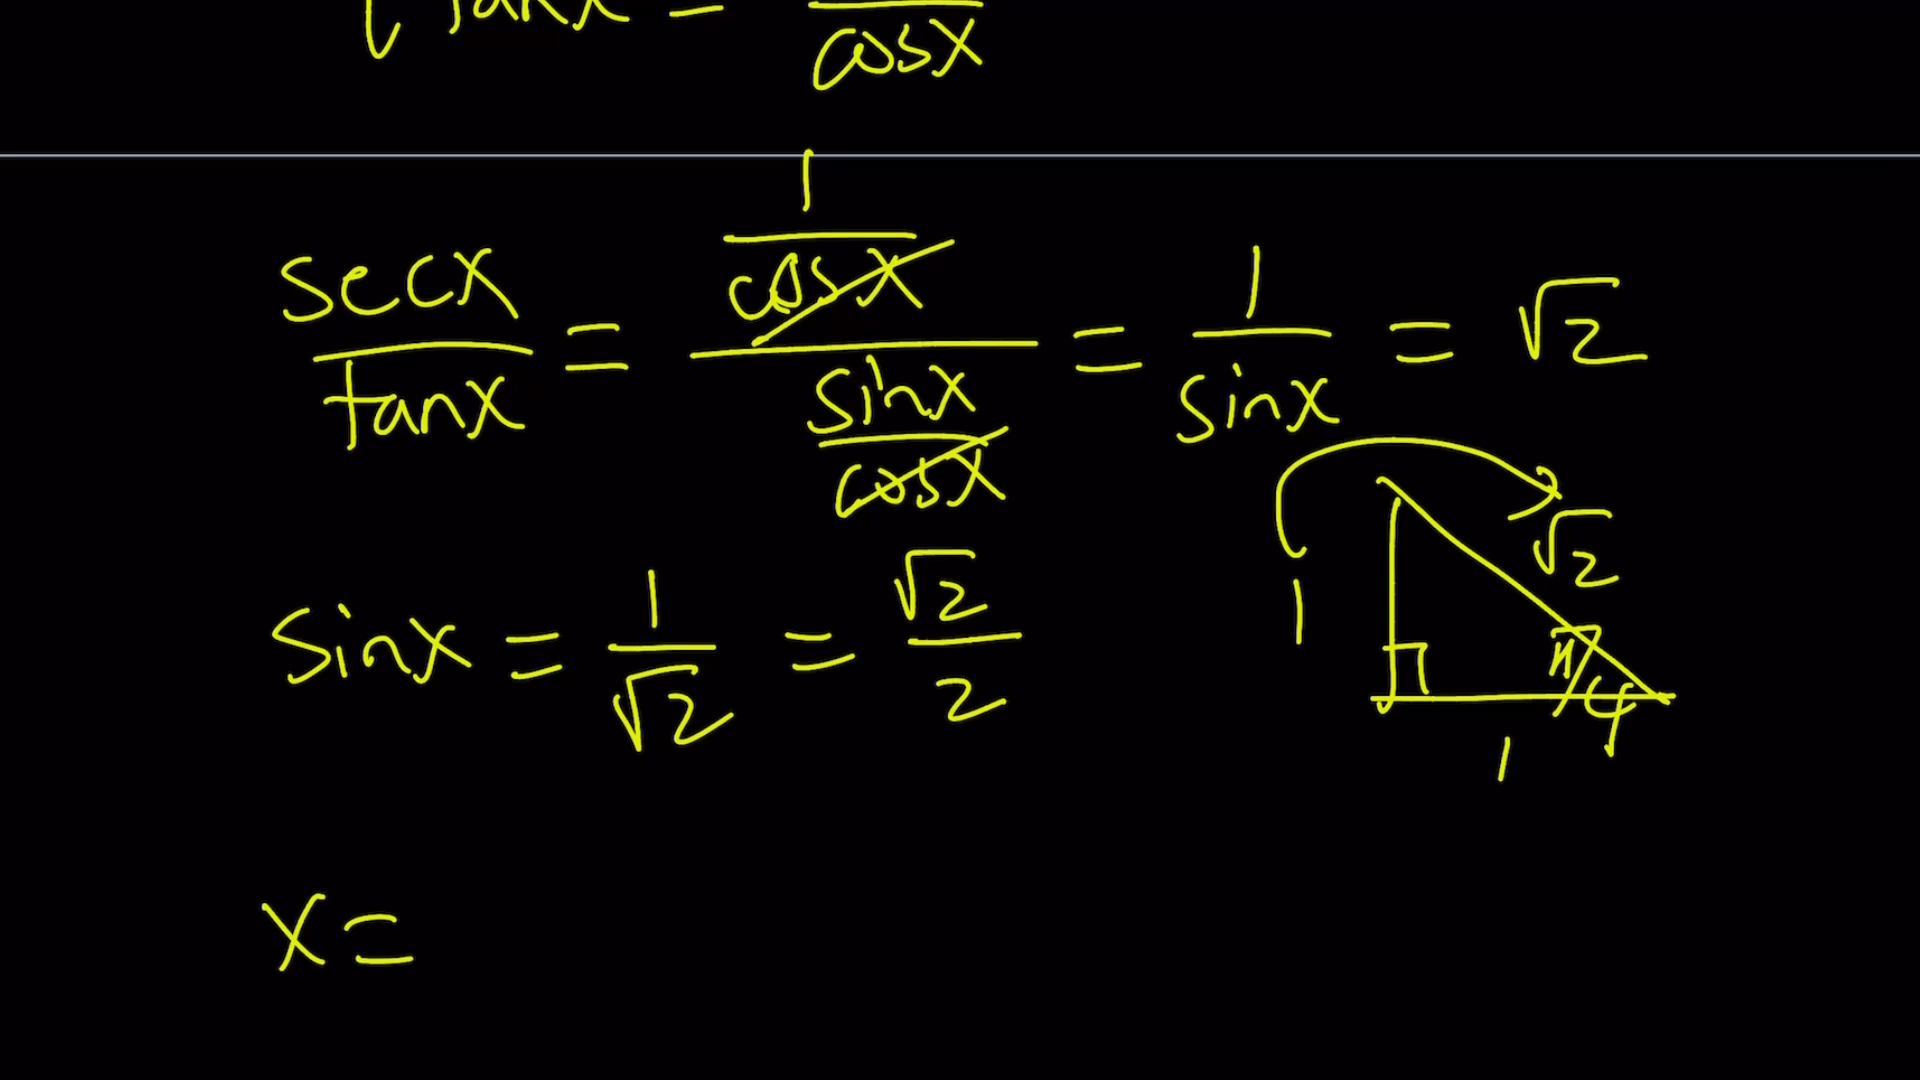 tanx = ―/cosx
secx/tanx = (1/cosx)/(sinx/cosx) = 1/sinx = √2
sinx = 1/√2 = √2/2
1 √2 π/4 1
x =